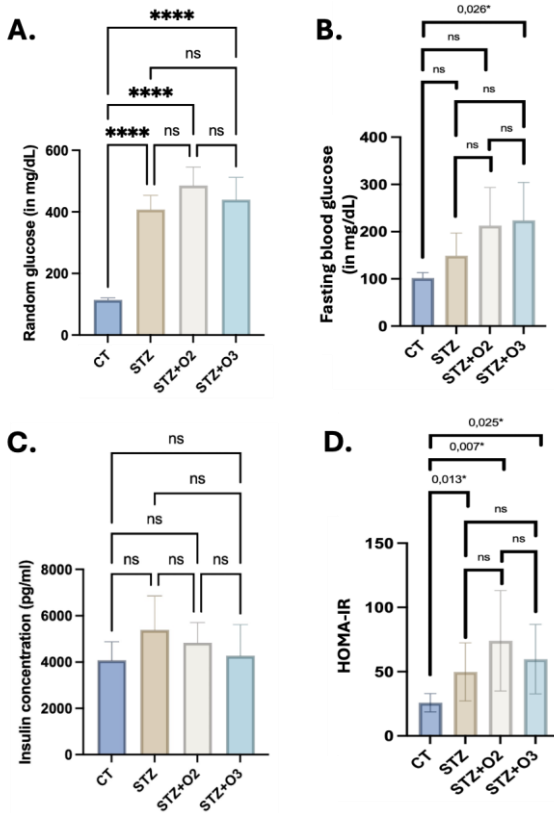 A.
****
ns
****
****
ns
ns
Random glucose (in mg/dL)
600
400
200
0
CT
STZ
STZ+O2
STZ+O3
B.
0,026*
ns
ns
ns
ns
ns
Fasting blood glucose
(in mg/dL)
400
300
200
100
0
CT
STZ
STZ+O2
STZ+O3
C.
ns
ns
ns
ns
ns
ns
Insulin concentration (pg/ml)
8000
6000
4000
2000
0
CT
STZ
STZ+O2
STZ+O3
D.
0,025*
0,007*
0,013*
ns
ns
ns
HOMA-IR
150
100
50
0
CT
STZ
STZ+O2
STZ+O3